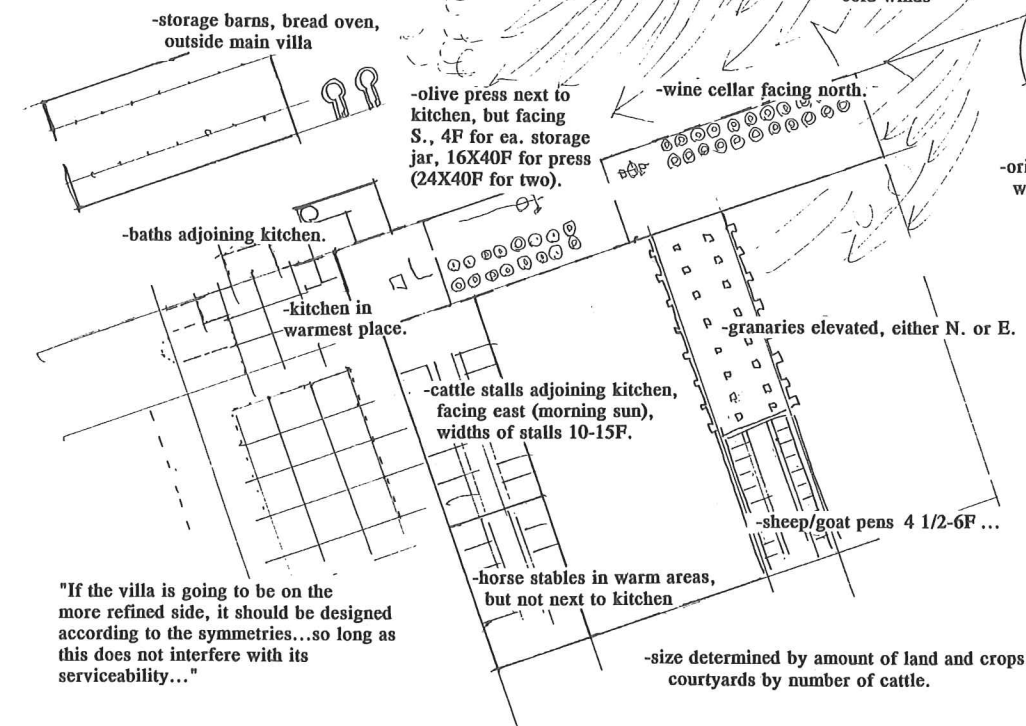 cold winds
-storage barns, bread oven,
outside main villa
-olive press next to
kitchen, but facing
S., 4F for ea. storage
jar, 16X40F for press
(24X40F for two).
-wine cellar facing north.
-ori
w
-baths adjoining kitchen.
-kitchen in
warmest place.
-granaries elevated, either N. or E.
-cattle stalls adjoining kitchen,
facing east (morning sun),
widths of stalls 10-15F.
-sheep/goat pens 4 1/2-6F ...
-horse stables in warm areas,
but not next to kitchen
"If the villa is going to be on the
more refined side, it should be designed
according to the symmetries...so long as
this does not interfere with its
serviceability..."
-size determined by amount of land and crops
courtyards by number of cattle.